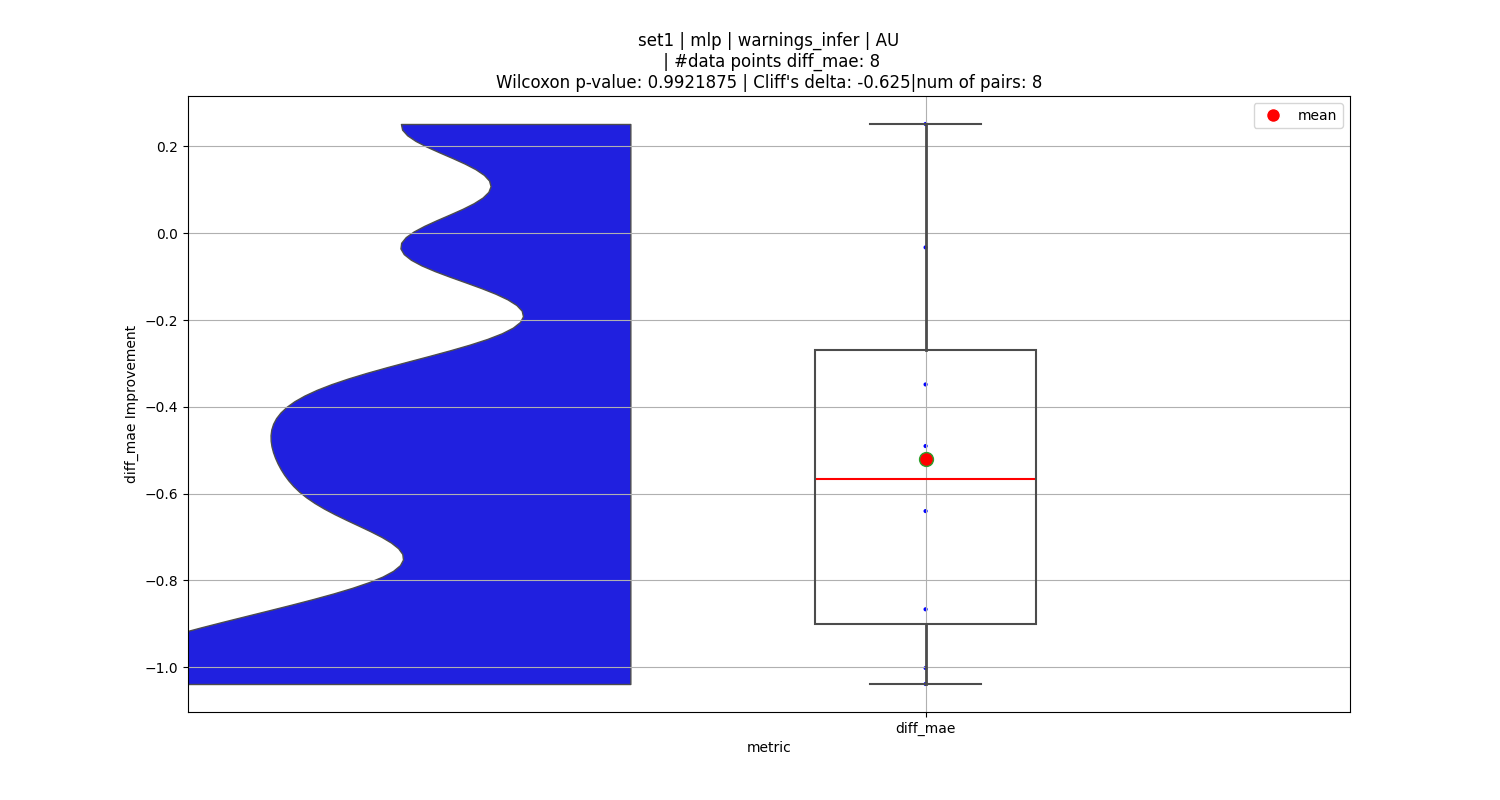 set1 | mlp | warnings_infer | AU
| #data points diff_mae: 8
Wilcoxon p-value: 0.9921875 | Cliff's delta: -0.625|num of pairs: 8
mean
0.2
0.0
−0.2
−0.4
−0.6
−0.8
−1.0
diff_mae Improvement
diff_mae
metric